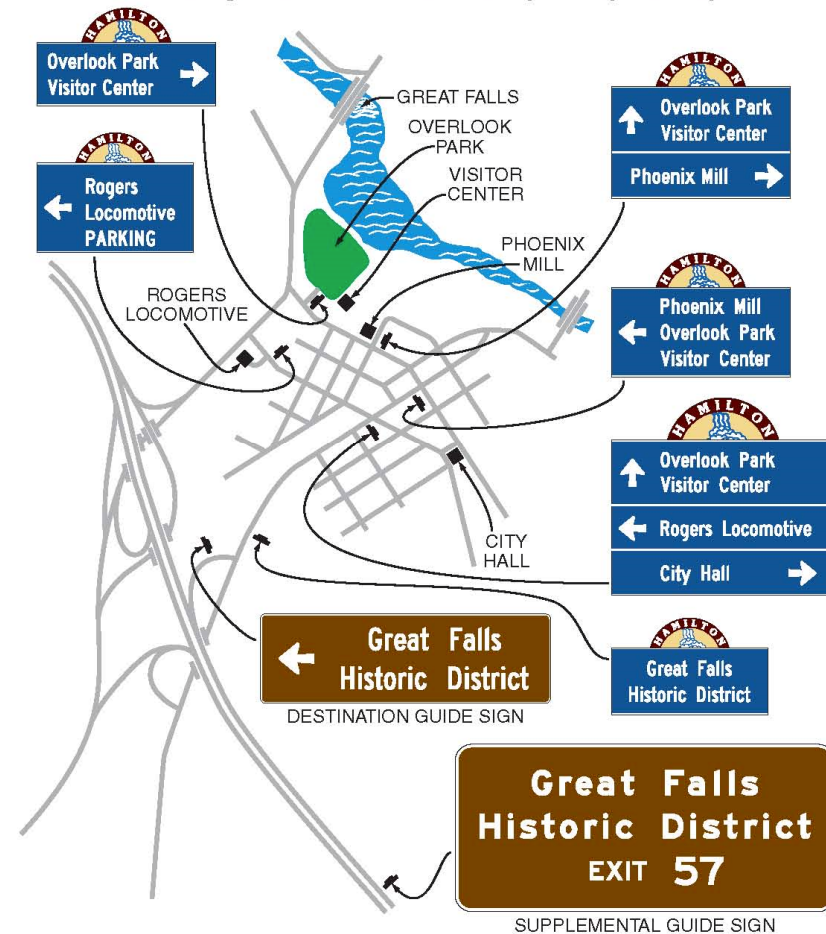 HAMILTON
Overlook Park
Visitor Center
HAMILTON
Rogers
Locomotive
PARKING
GREAT FALLS
OVERLOOK
PARK
VISITOR
CENTER
PHOENIX
MILL
ROGERS
LOCOMOTIVE
CITY
HALL
HAMILTON
Overlook Park
Visitor Center
Phoenix Mill
HAMILTON
Phoenix Mill
Overlook Park
Visitor Center
HAMILTON
Overlook Park
Visitor Center
Rogers Locomotive
City Hall
HAMILTON
Great Falls
Historic District
Great Falls
Historic District
DESTINATION GUIDE SIGN
Great Falls
Historic District
EXIT 57
SUPPLEMENTAL GUIDE SIGN